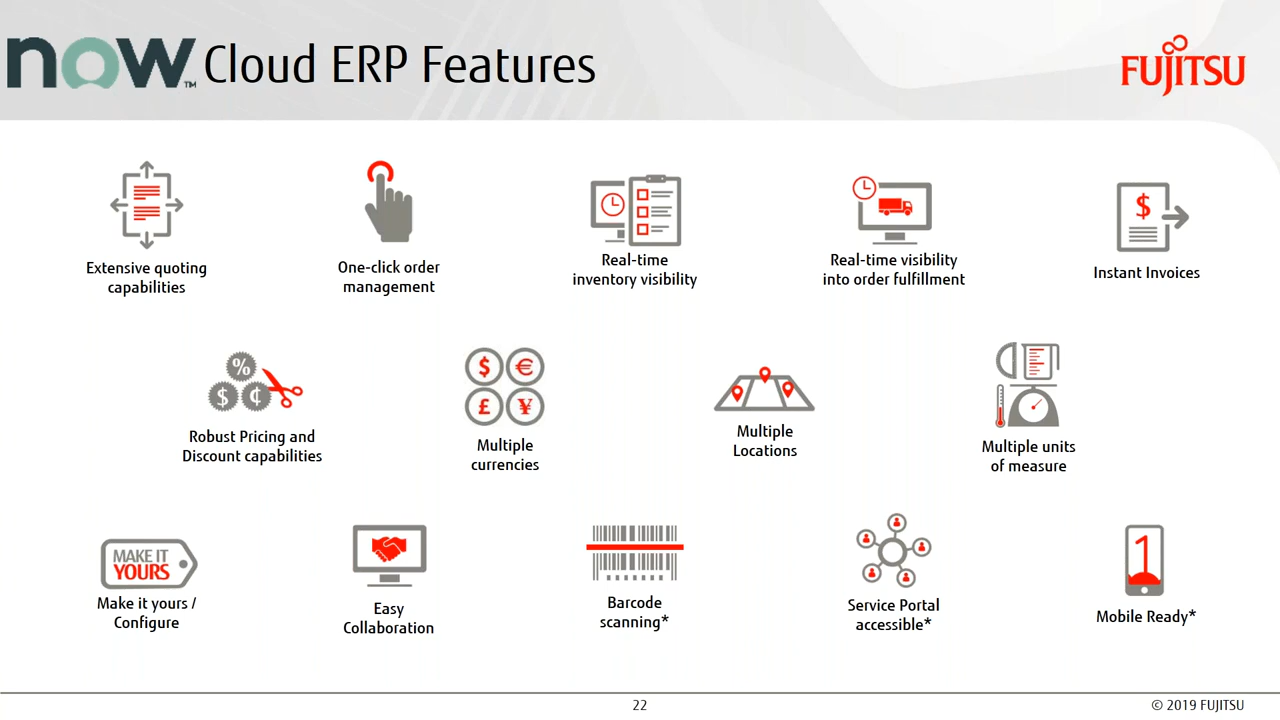 now™ Cloud ERP Features
FUJITSU
Extensive quoting
capabilities
One-click order
management
Real-time
inventory visibility
Real-time visibility
into order fulfillment
$
Instant Invoices
%
$ ¢
Robust Pricing and
Discount capabilities
$ €
£ ¥
Multiple
currencies
Multiple
Locations
Multiple units
of measure
MAKE IT
YOURS
Make it yours /
Configure
Easy
Collaboration
Barcode
scanning*
Service Portal
accessible*
1
Mobile Ready*
22
© 2019 FUJITSU